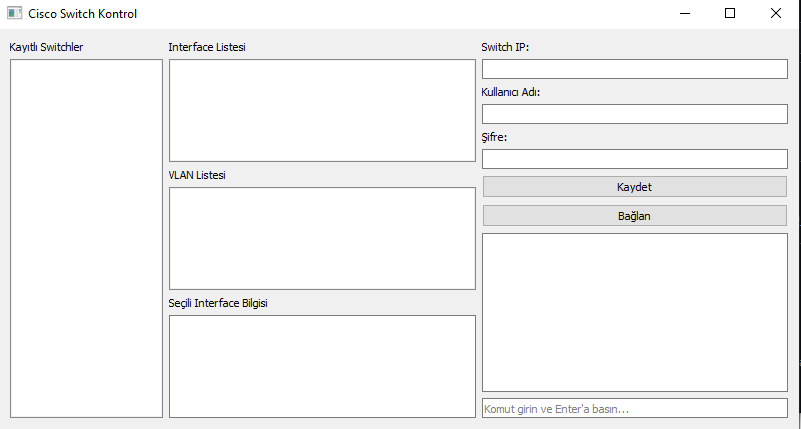 Cisco Switch Kontrol
Kayıtlı Switchler
Interface Listesi
VLAN Listesi
Seçili Interface Bilgisi
Switch IP:
Kullanıcı Adı:
Şifre:
Kaydet
Bağlan
Komut girin ve Enter'a basın...